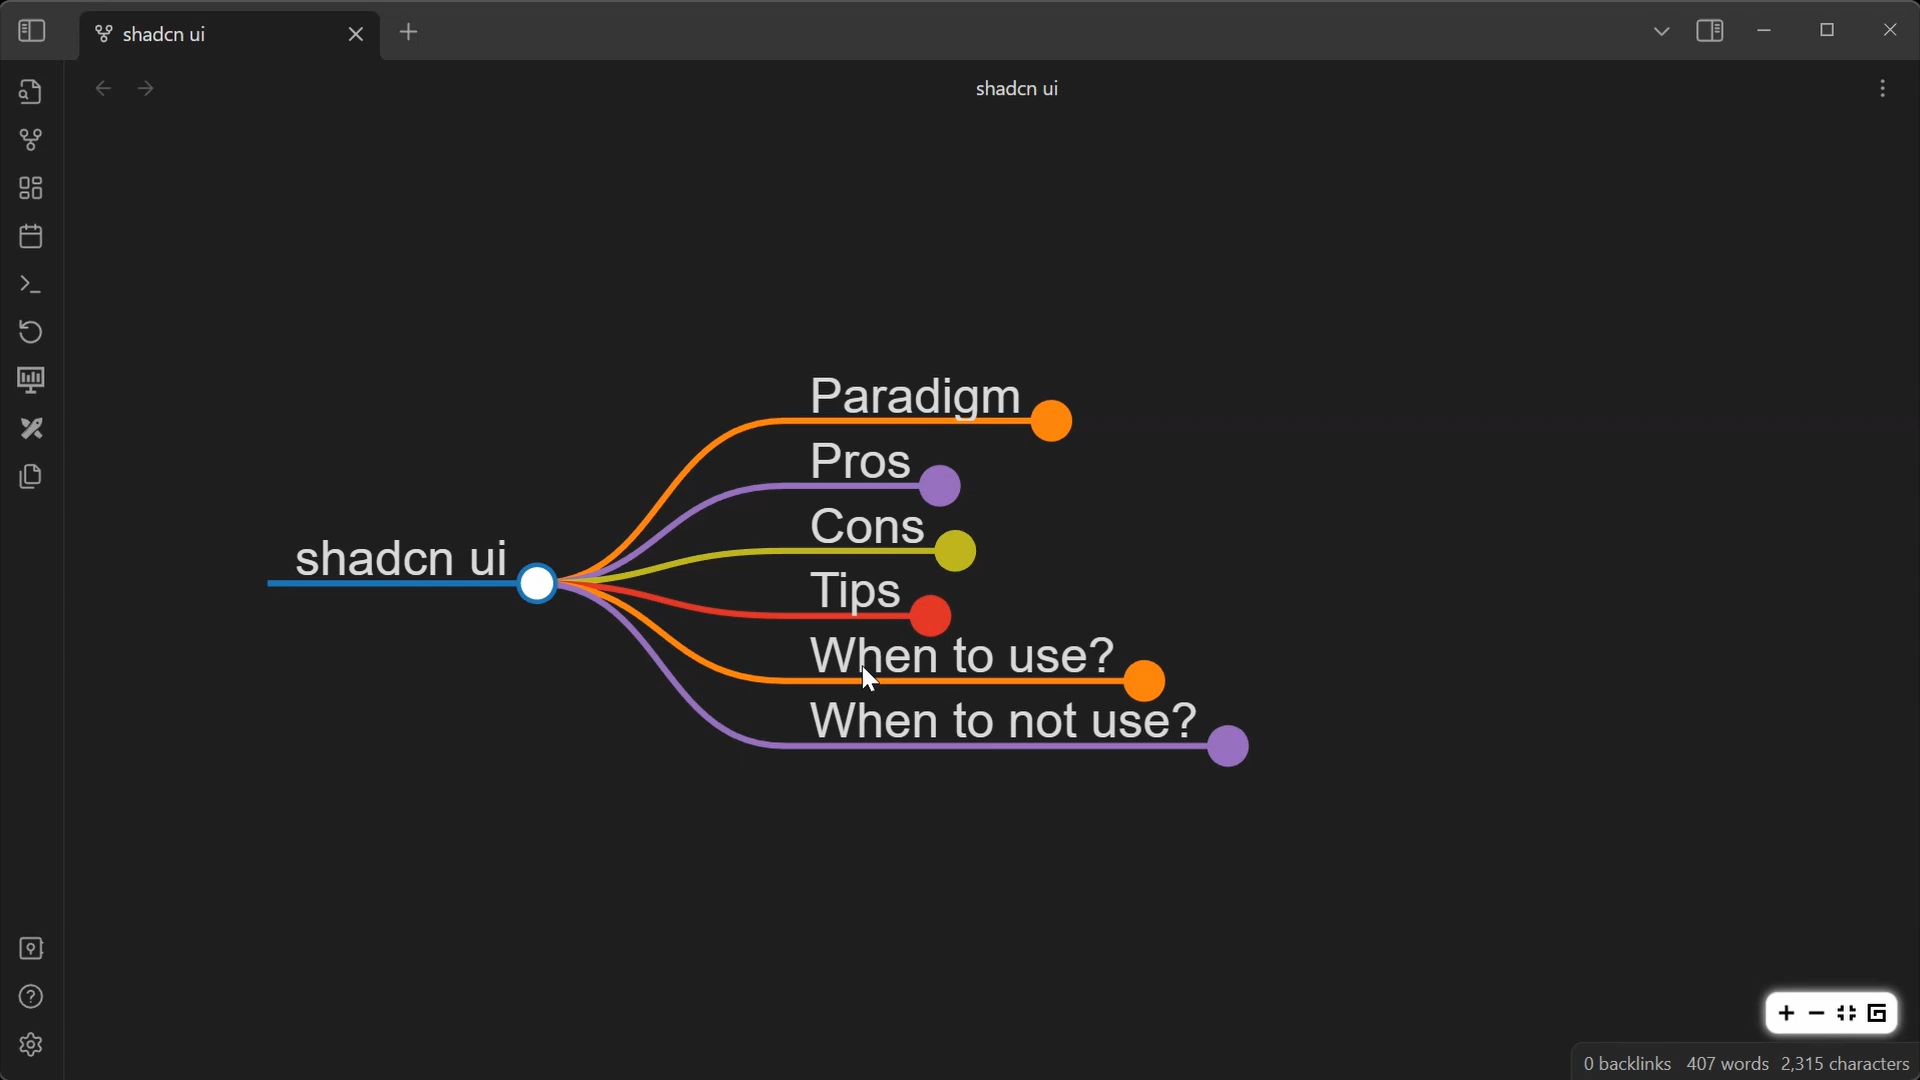 shadcn ui
shadcn ui
Paradigm
Pros
Cons
shadcn ui
Tips
When to use?
When to not use?
0 backlinks 407 words 2,315 characters